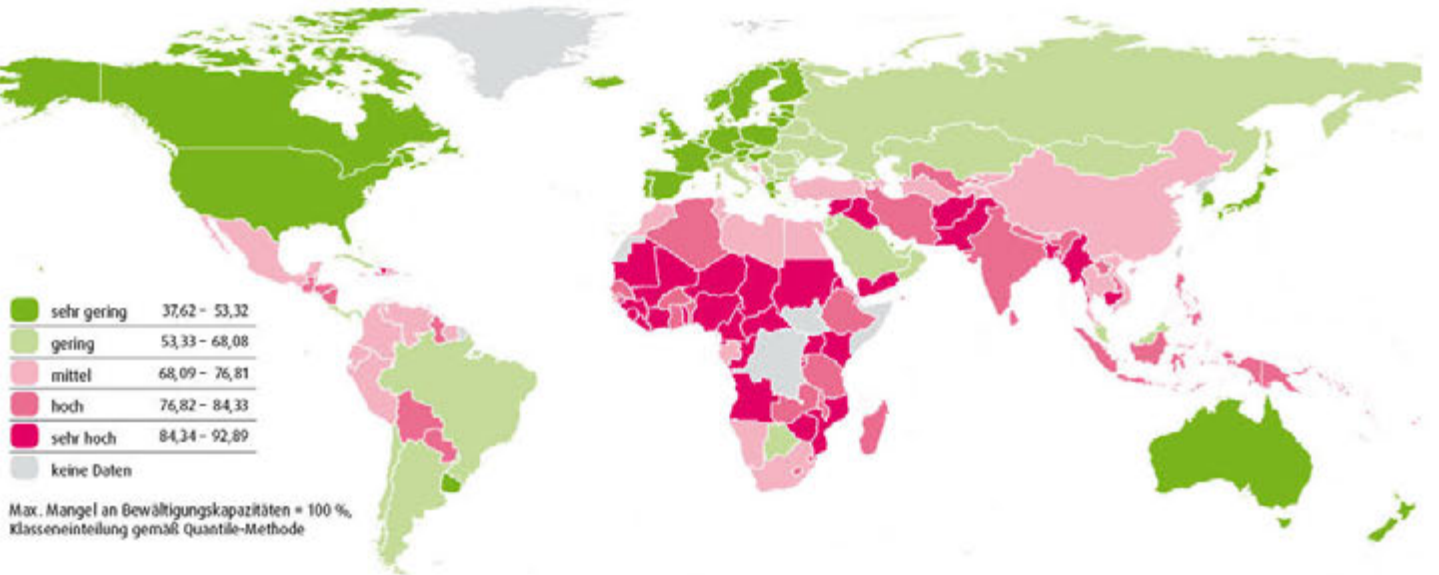 sehr gering 37,62 – 53,32
gering 53,33 – 68,08
mittel 68,09 – 76,81
hoch 76,82 – 84,33
sehr hoch 84,34 – 92,89
keine Daten
Max. Mangel an Bewältigungskapazitäten = 100 %,
Klasseneinteilung gemäß Quantile-Methode